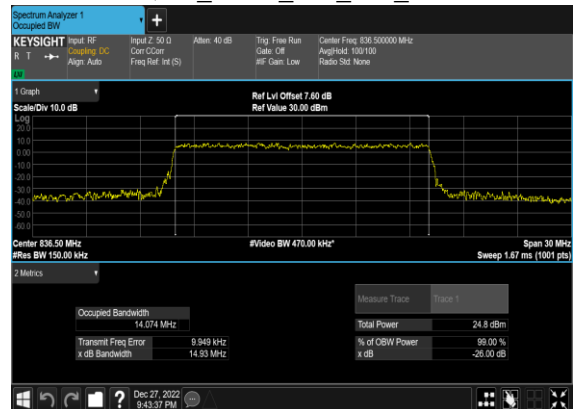 Spectrum Analyzer 1
Occupied BW
+
KEYSIGHT Input: RF Input Z: 50 Ω Atten: 40 dB Trig: Free Run Center Freq: 836.500000 MHz
R T Coupling: DC Corr CCorr Gate: Off Avg|Hold: 100/100
Align: Auto Freq Ref: Int (S) #IF Gain: Low Radio Std: None
LXI
1 Graph
Ref Lvl Offset 7.60 dB
Scale/Div 10.0 dB Ref Value 30.00 dBm
Log
20.0
10.0
0.00
-10.0
-20.0
-30.0
-40.0
-50.0
-60.0
Center 836.50 MHz #Video BW 470.00 kHz* Span 30 MHz
#Res BW 150.00 kHz Sweep 1.67 ms (1001 pts)
2 Metrics
Measure Trace Trace 1
Occupied Bandwidth
14.074 MHz Total Power 24.8 dBm
Transmit Freq Error 9.949 kHz % of OBW Power 99.00 %
x dB Bandwidth 14.93 MHz x dB -26.00 dB
? Dec 27, 2022
9:43:37 PM